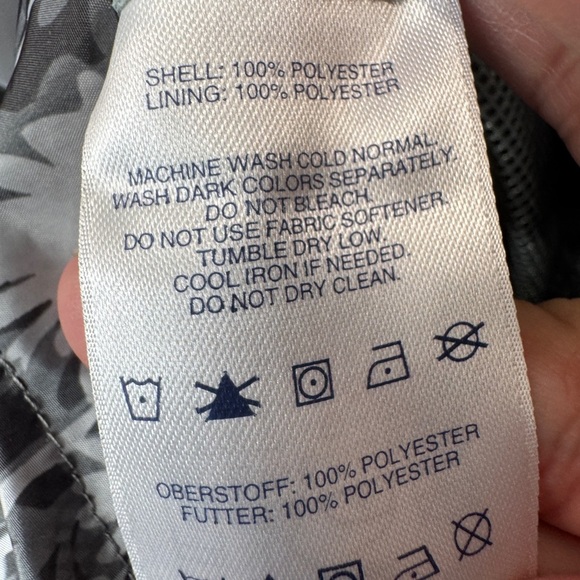 SHELL: 100% POLYESTER
LINING: 100% POLYESTER
MACHINE WASH COLD NORMAL.
WASH DARK COLORS SEPARATELY.
DO NOT BLEACH.
DO NOT USE FABRIC SOFTENER.
TUMBLE DRY LOW.
COOL IRON IF NEEDED.
DO NOT DRY CLEAN.
OBERSTOFF: 100% POLYESTER
FUTTER: 100% POLYESTER